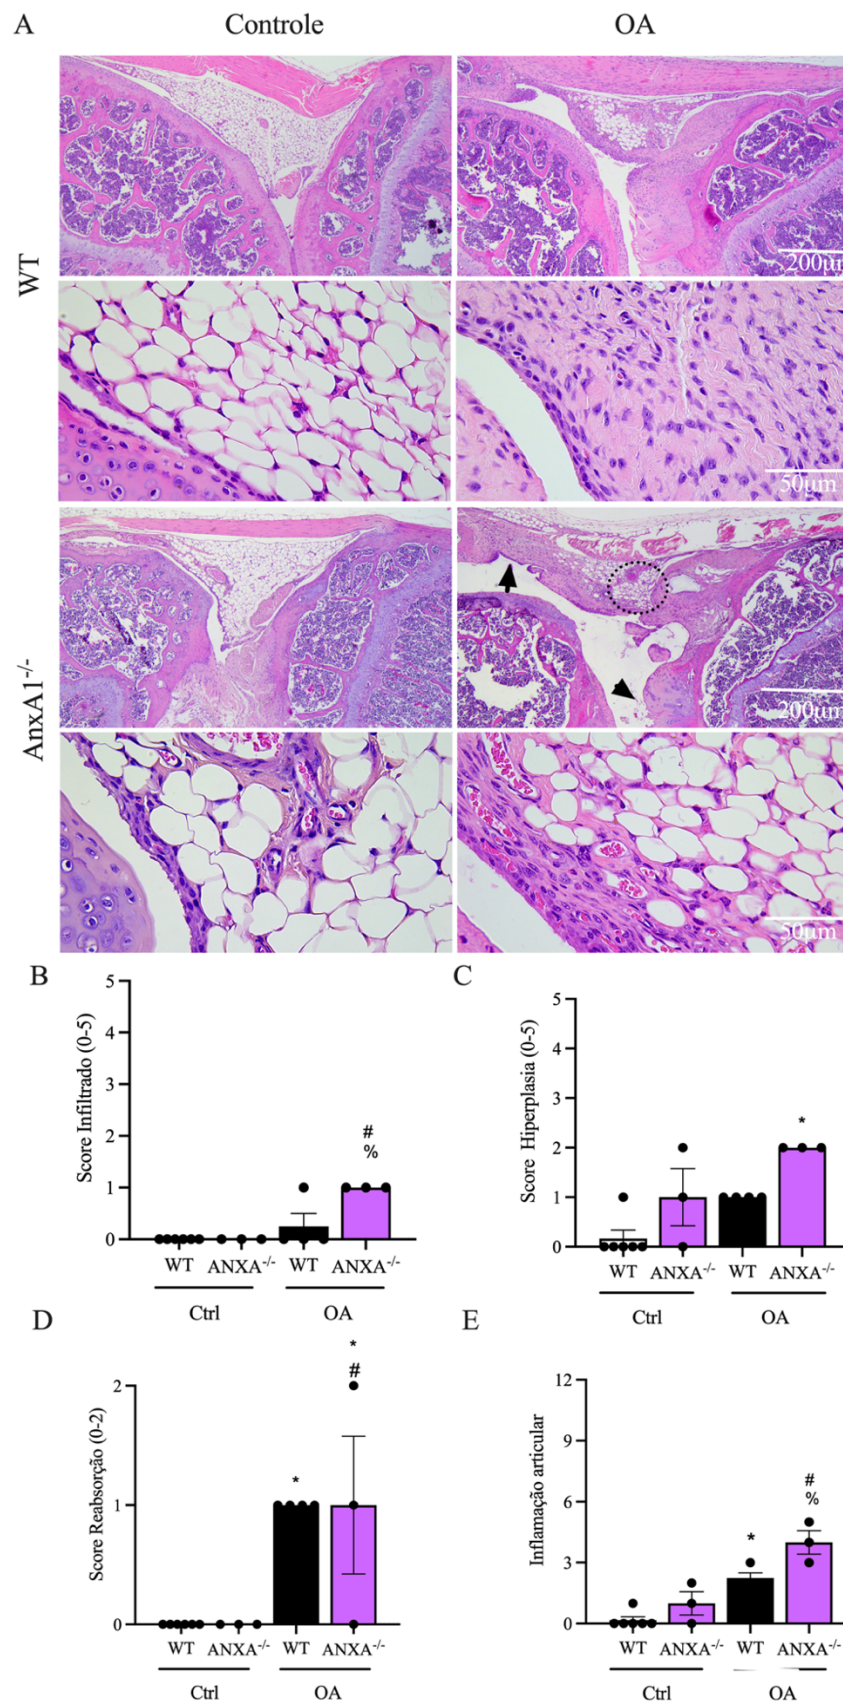 A
Controle
OA
WT
200µm
50µm
AnxA1-/-
200µm
50µm
B
Score Infiltrado (0-5)
5
4
3
2
1
0
#
%
WT
ANXA-/-
WT
ANXA-/-
Ctrl
OA
C
Score Hiperplasia (0-5)
5
4
3
2
1
0
*
WT
ANXA-/-
WT
ANXA-/-
Ctrl
OA
D
Score Reabsorção (0-2)
2
1
0
*
*
#
WT
ANXA-/-
WT
ANXA-/-
Ctrl
OA
E
Inflamação articular
12
9
6
3
0
*
#
%
WT
ANXA-/-
WT
ANXA-/-
Ctrl
OA